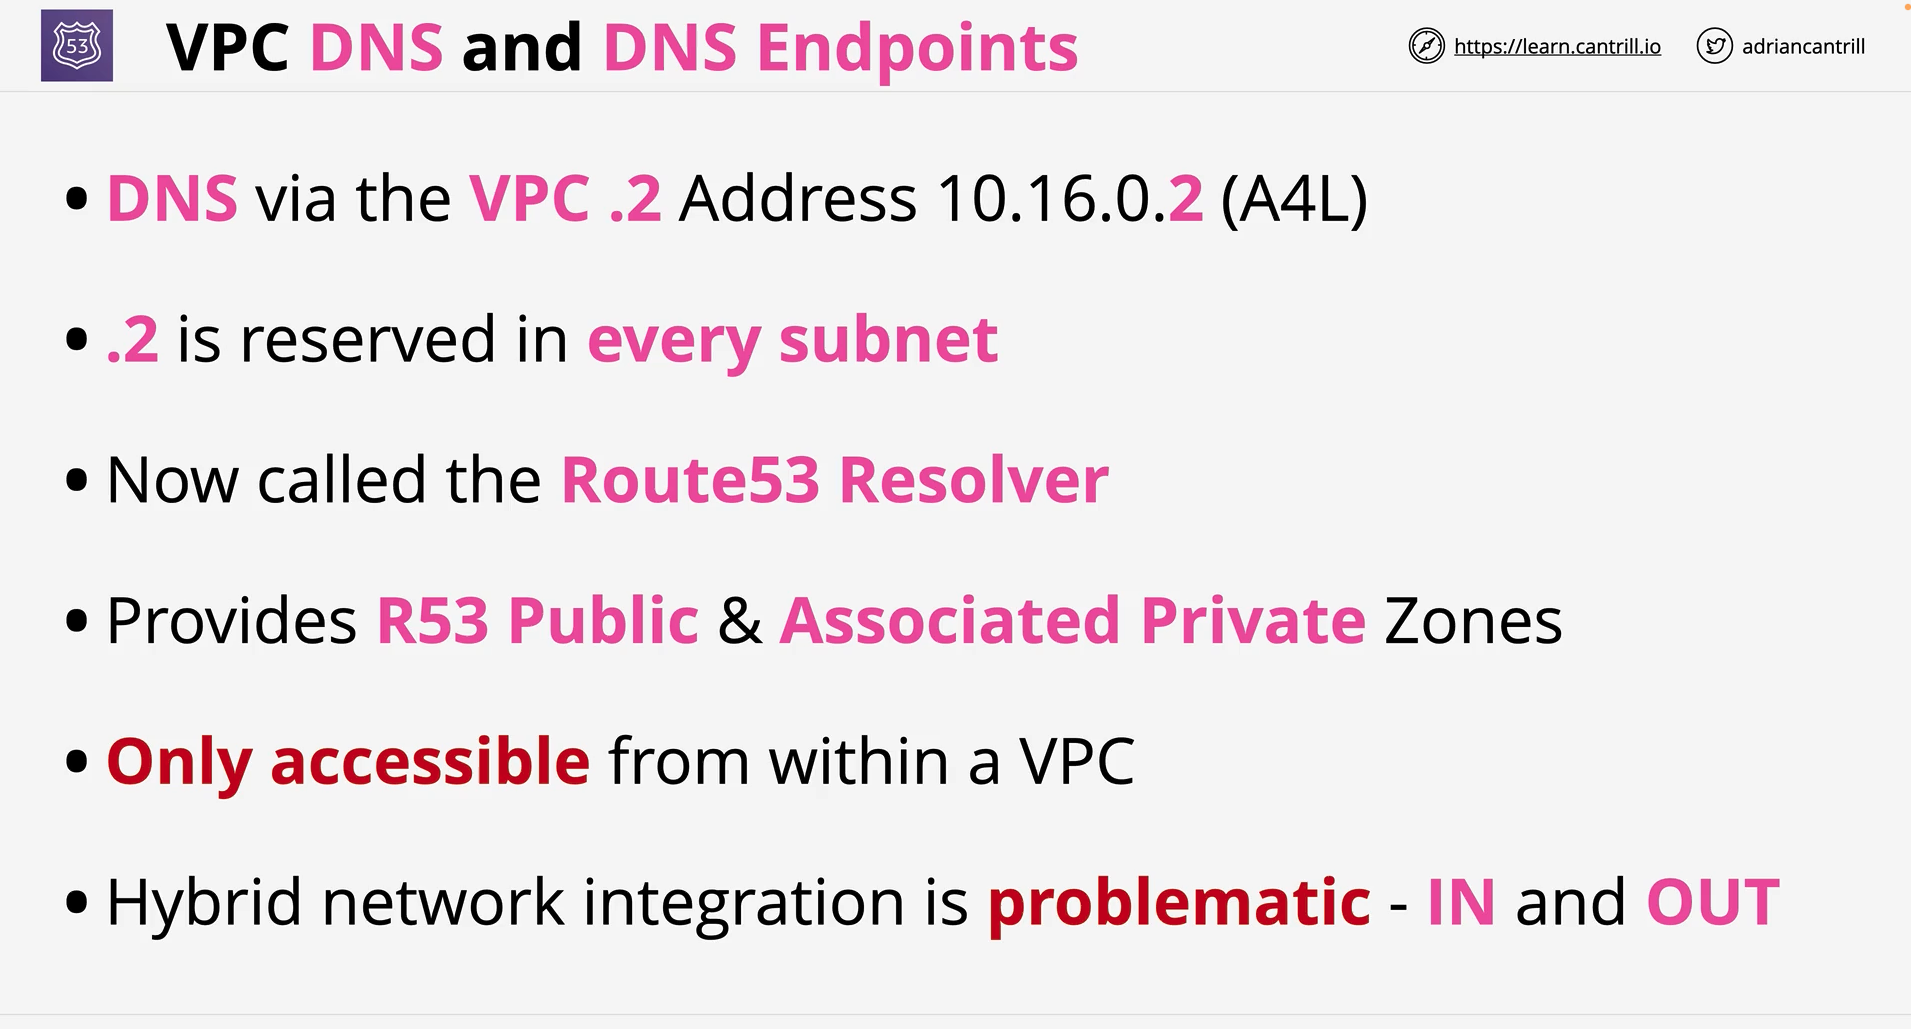 53
VPC DNS and DNS Endpoints
https://learn.cantrill.io
adriancantrill
• DNS via the VPC .2 Address 10.16.0.2 (A4L)
• .2 is reserved in every subnet
• Now called the Route53 Resolver
• Provides R53 Public & Associated Private Zones
• Only accessible from within a VPC
• Hybrid network integration is problematic - IN and OUT